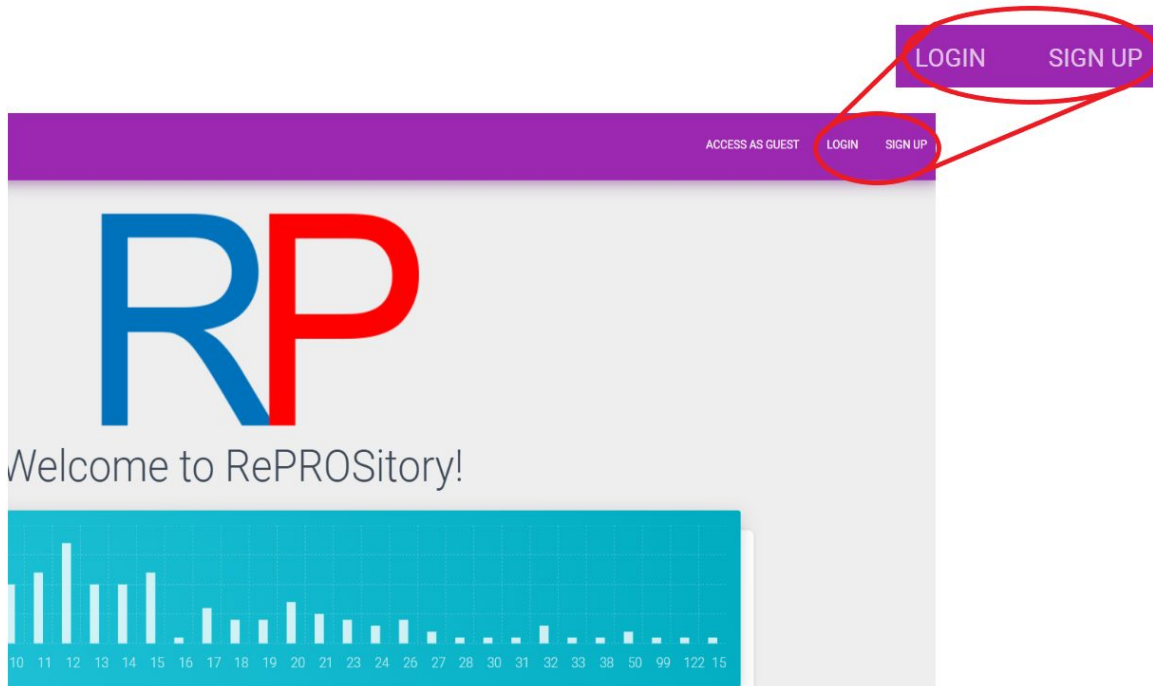 LOGIN SIGN UP
ACCESS AS GUEST LOGIN SIGN UP
RP
Welcome to RePROSitory!
10 11 12 13 14 15 16 17 18 19 20 21 23 24 26 27 28 30 31 32 33 38 50 99 122 15